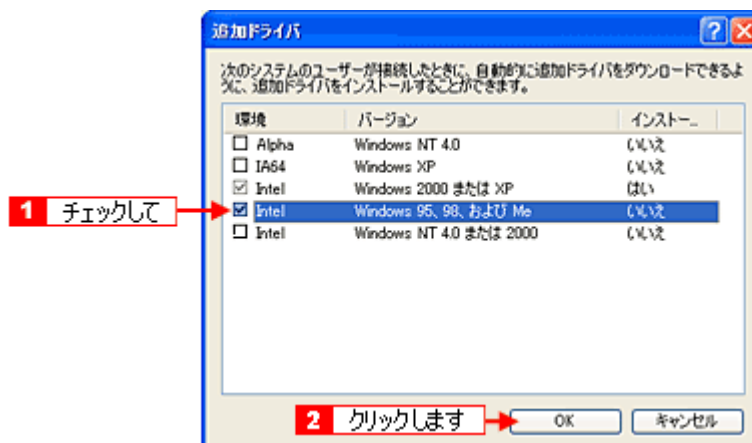 追加ドライバ
次のシステムのユーザーが接続したときに、自動的に追加ドライバをダウンロードできるよ
うに、追加ドライバをインストールすることができます。
環境 バージョン インストー...
Alpha Windows NT 4.0 いいえ
IA64 Windows XP いいえ
Intel Windows 2000 または XP はい
1 チェックして Intel Windows 95、98、および Me いいえ
Intel Windows NT 4.0 または 2000 いいえ
2 クリックします OK キャンセル